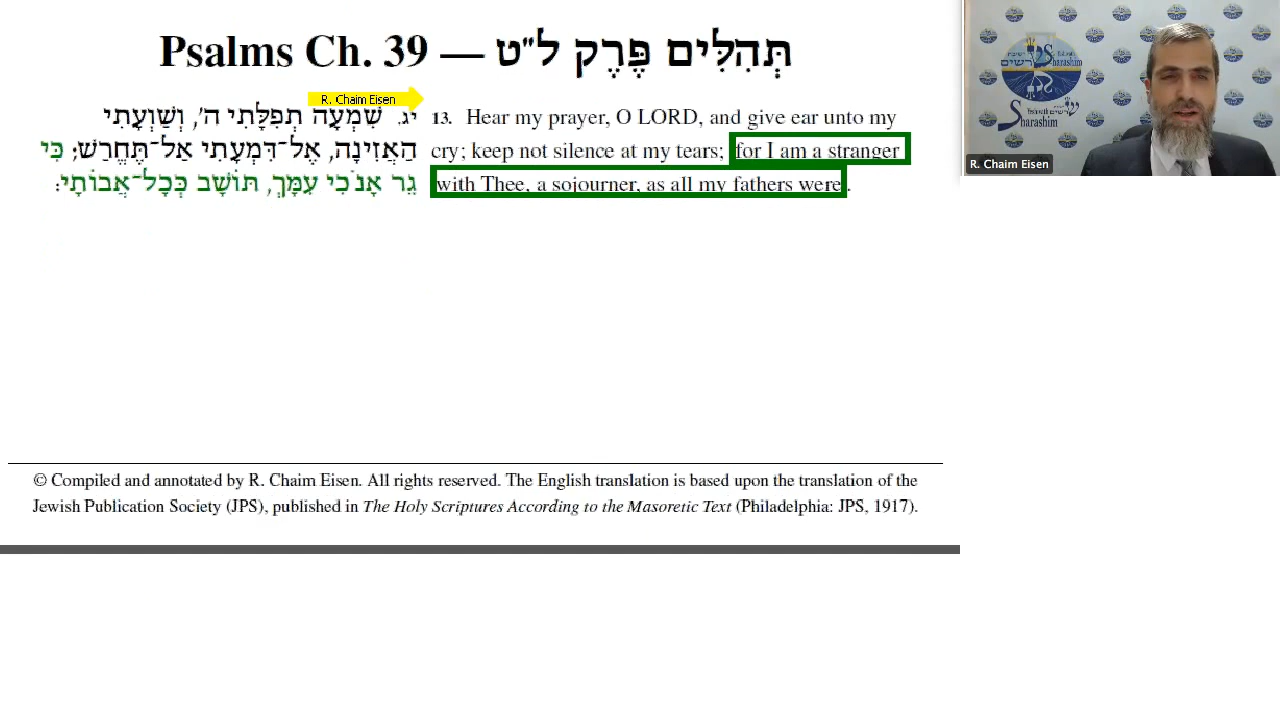 Psalms Ch. 39 — תְּהִלִּים פֶּרֶק ל״ט
R. Chaim Eisen
יג. שִׁמְעָה תְפִלָּתִי ה', וְשַׁוְעָתִי
הַאֲזִינָה, אֶל־דִּמְעָתִי אַל־תֶּחֱרַשׁ; כִּי
גֵר אָנֹכִי עִמָּךְ, תּוֹשָׁב כְּכָל־אֲבוֹתָי:
13. Hear my prayer, O LORD, and give ear unto my
cry; keep not silence at my tears; for I am a stranger
with Thee, a sojourner, as all my fathers were.
© Compiled and annotated by R. Chaim Eisen. All rights reserved. The English translation is based upon the translation of the
Jewish Publication Society (JPS), published in The Holy Scriptures According to the Masoretic Text (Philadelphia: JPS, 1917).
Sharashim
R. Chaim Eisen